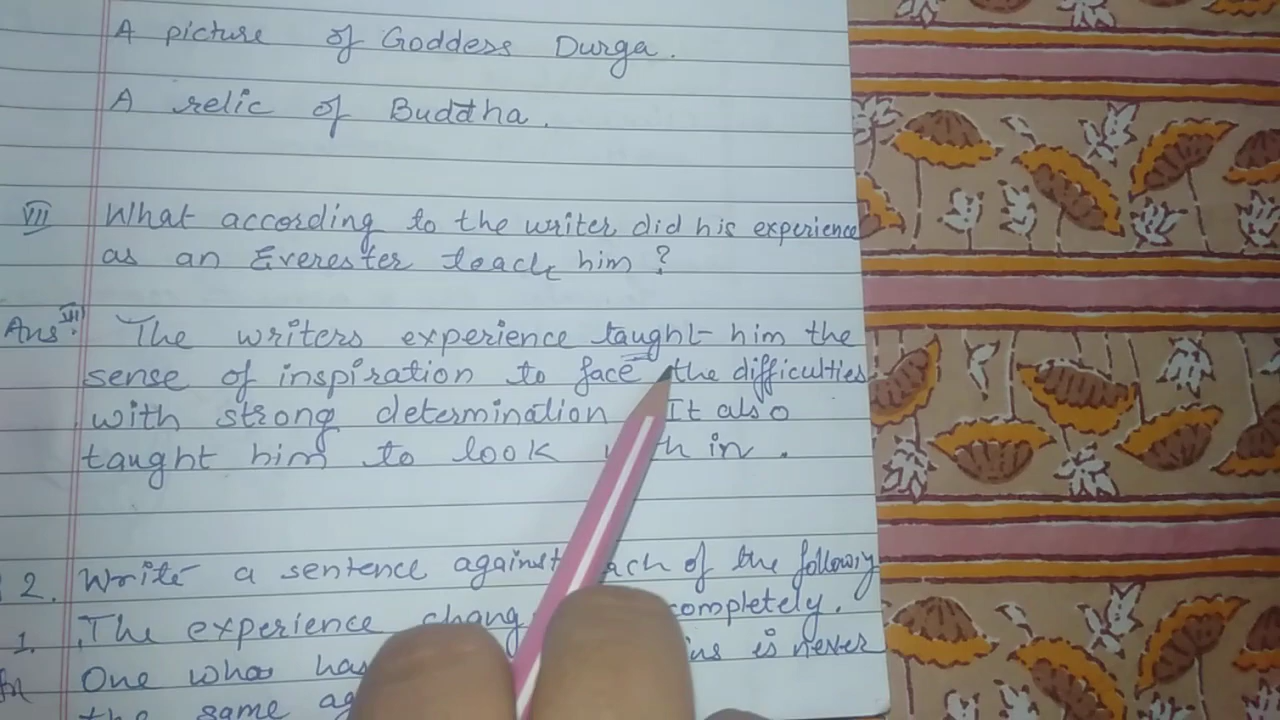 A picture of Goddess Durga.
A relic of Buddha.
VII What according to the writer did his experience
as an Everester teach him ?
Ans VII The writers experience taught him the
sense of inspiration to face the difficulties
with strong determination It also
taught him to look in .
2. Write a sentence against of the following
1. The experience completely.
One who has is never
the same